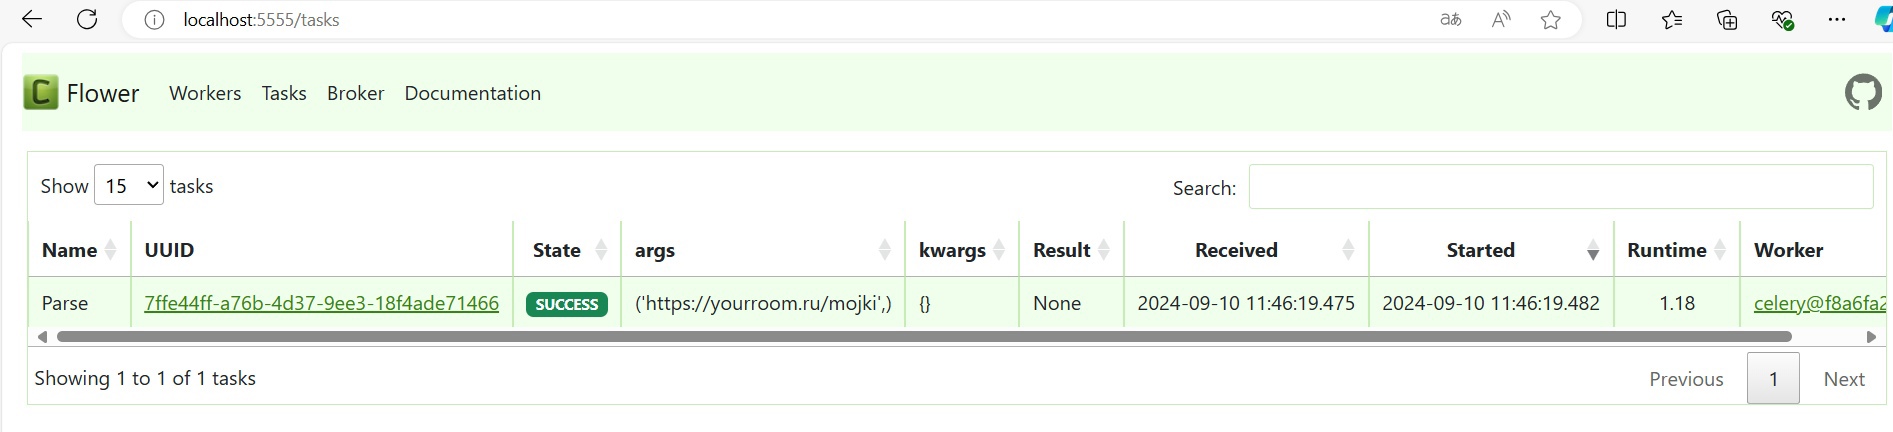 localhost:5555/tasks
Flower Workers Tasks Broker Documentation
Show 15 tasks Search:
Name UUID State args kwargs Result Received Started Runtime Worker
Parse 7ffe44ff-a76b-4d37-9ee3-18f4ade71466 SUCCESS ('https://yourroom.ru/mojki',) {} None 2024-09-10 11:46:19.475 2024-09-10 11:46:19.482 1.18 celery@f8a6fa2
Showing 1 to 1 of 1 tasks Previous 1 Next